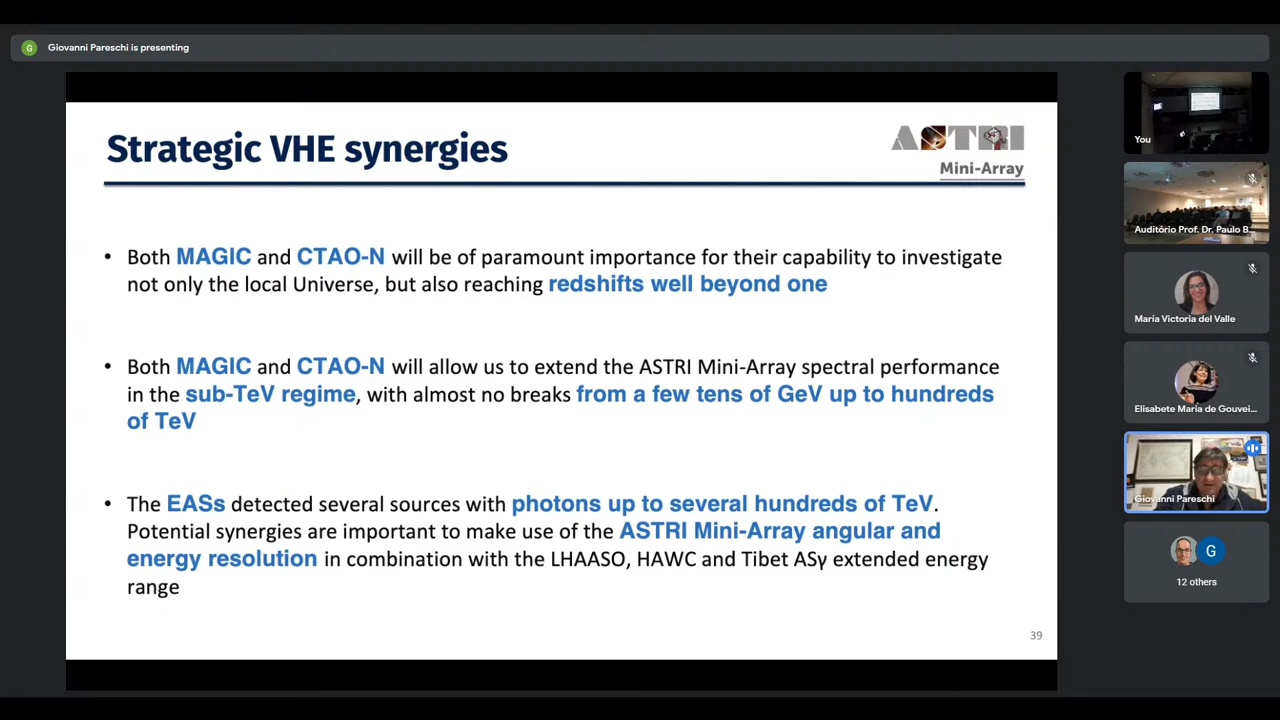 G
Giovanni Pareschi is presenting
Strategic VHE synergies
ASTRI
Mini-Array
• Both MAGIC and CTAO-N will be of paramount importance for their capability to investigate
not only the local Universe, but also reaching redshifts well beyond one
• Both MAGIC and CTAO-N will allow us to extend the ASTRI Mini-Array spectral performance
in the sub-TeV regime, with almost no breaks from a few tens of GeV up to hundreds
of TeV
• The EASs detected several sources with photons up to several hundreds of TeV.
Potential synergies are important to make use of the ASTRI Mini-Array angular and
energy resolution in combination with the LHAASO, HAWC and Tibet ASγ extended energy
range
39
You
Auditório Prof. Dr. Paulo B...
María Victoria del Valle
Elisabete Maria de Gouvei...
Giovanni Pareschi
G
12 others